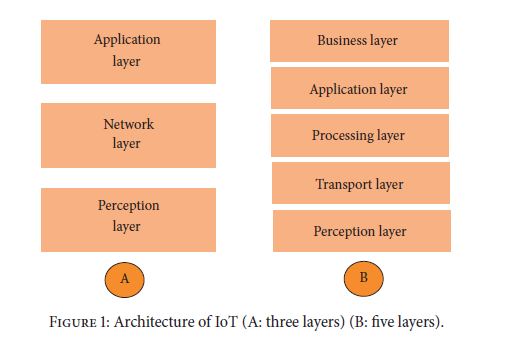 Application
layer
Network
layer
Perception
layer
A
Business layer
Application layer
Processing layer
Transport layer
Perception layer
B
FIGURE 1: Architecture of IoT (A: three layers) (B: five layers).